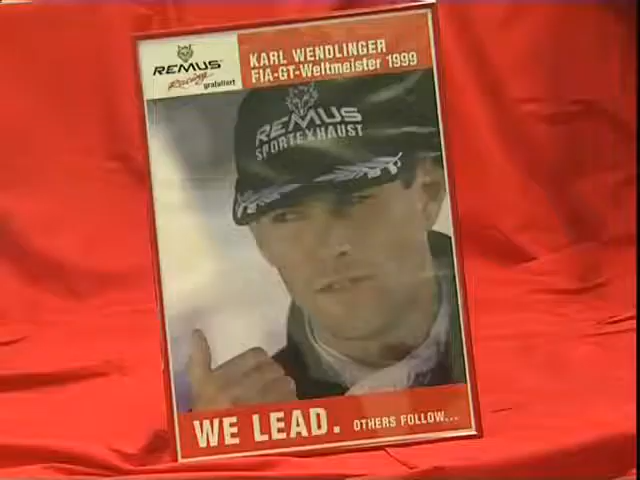 REMUS
Racing
gratuliert
KARL WENDLINGER
FIA-GT-Weltmeister 1999
REMUS
SPORTEXHAUST
WE LEAD. OTHERS FOLLOW...